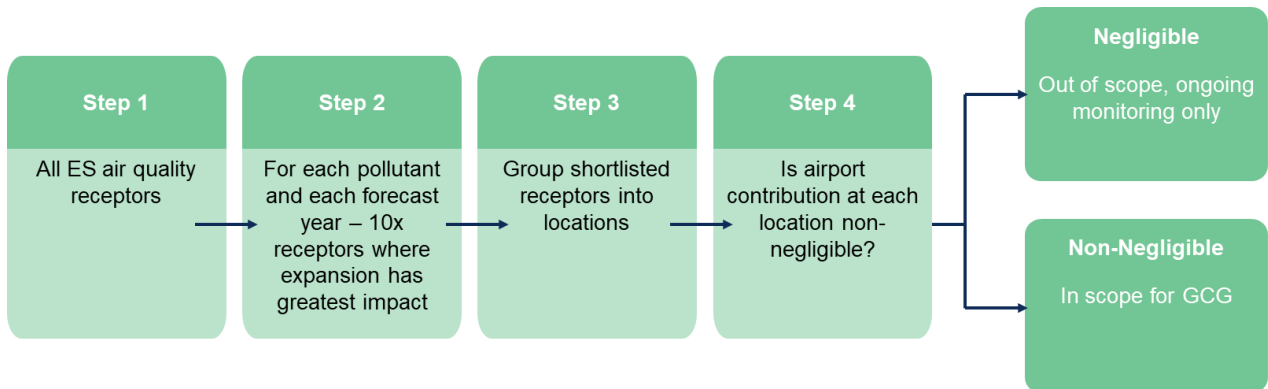 Step 1
All ES air quality
receptors
Step 2
For each pollutant
and each forecast
year – 10x
receptors where
expansion has
greatest impact
Step 3
Group shortlisted
receptors into
locations
Step 4
Is airport
contribution at each
location non-
negligible?
Negligible
Out of scope, ongoing
monitoring only
Non-Negligible
In scope for GCG